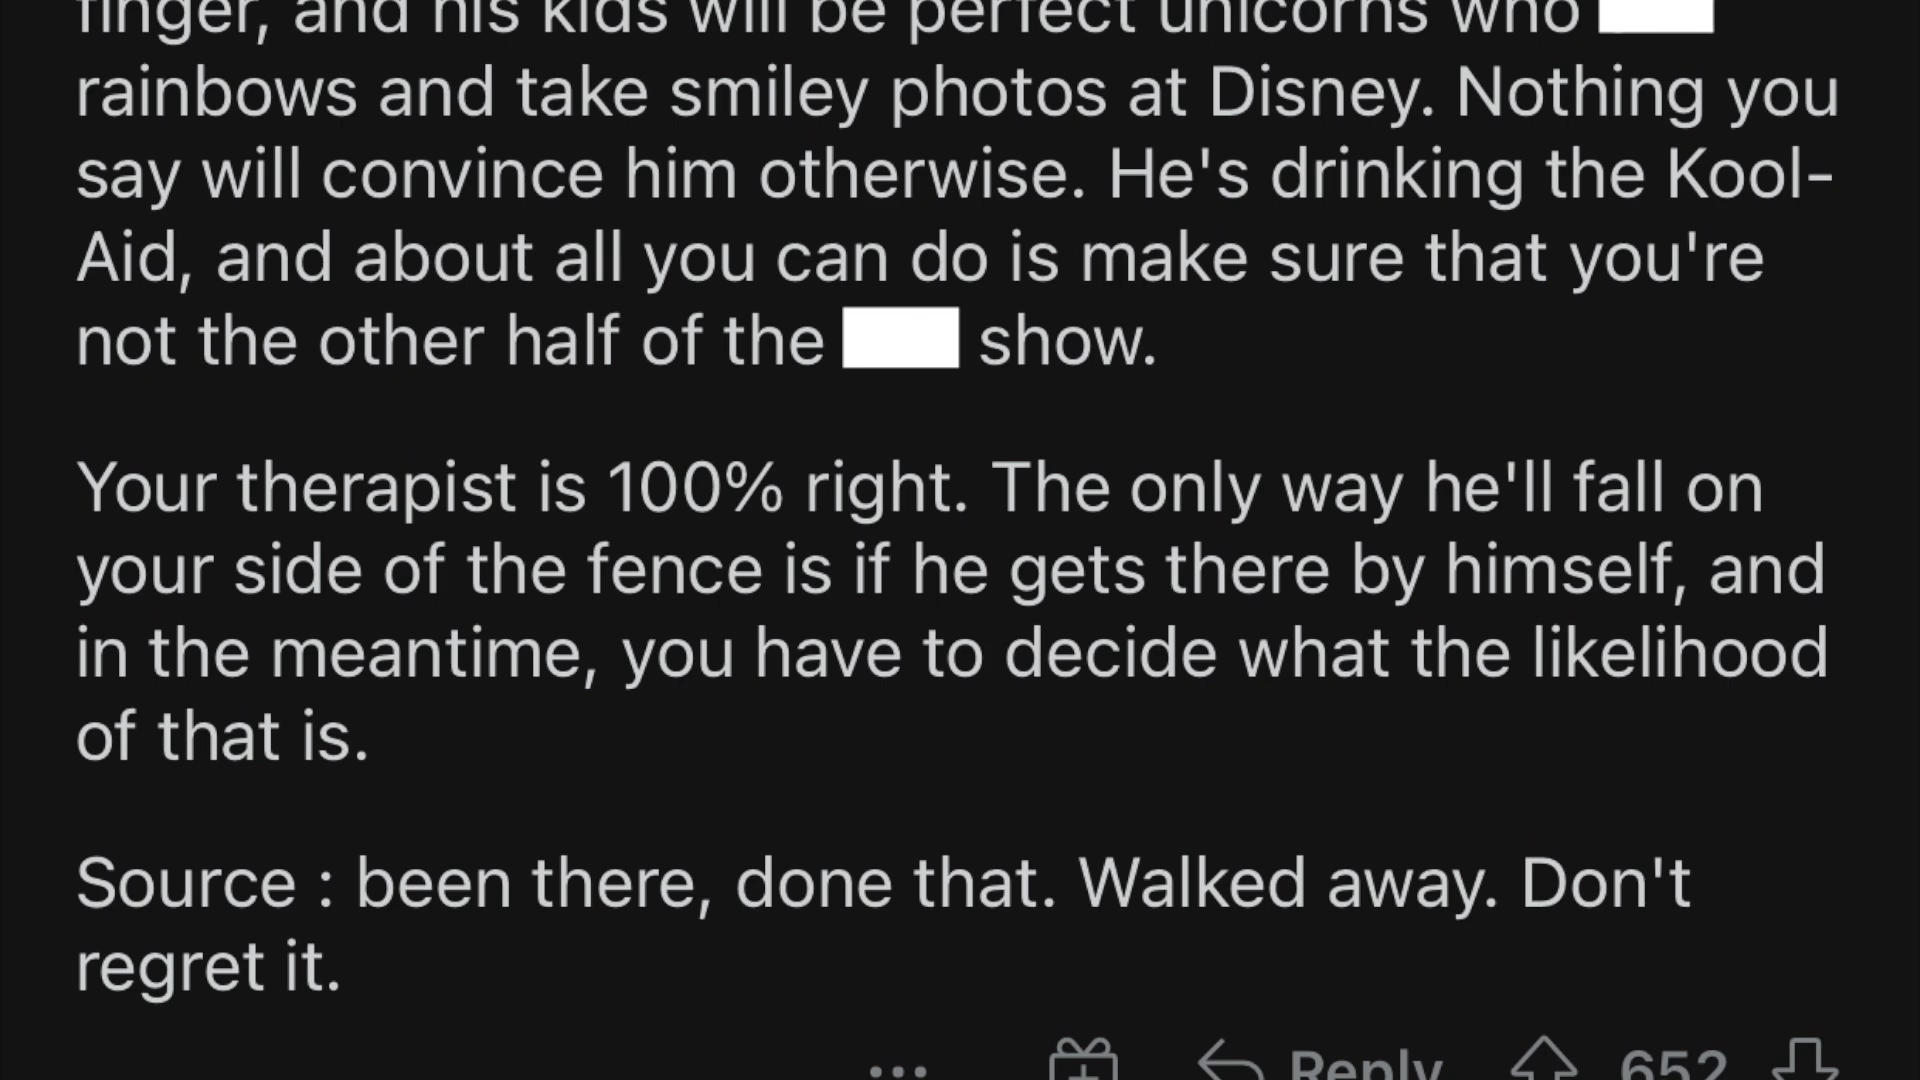 finger, and his kids will be perfect unicorns who
rainbows and take smiley photos at Disney. Nothing you
say will convince him otherwise. He's drinking the Kool-
Aid, and about all you can do is make sure that you're
not the other half of the show.
Your therapist is 100% right. The only way he'll fall on
your side of the fence is if he gets there by himself, and
in the meantime, you have to decide what the likelihood
of that is.
Source : been there, done that. Walked away. Don't
regret it.
... Reply 652